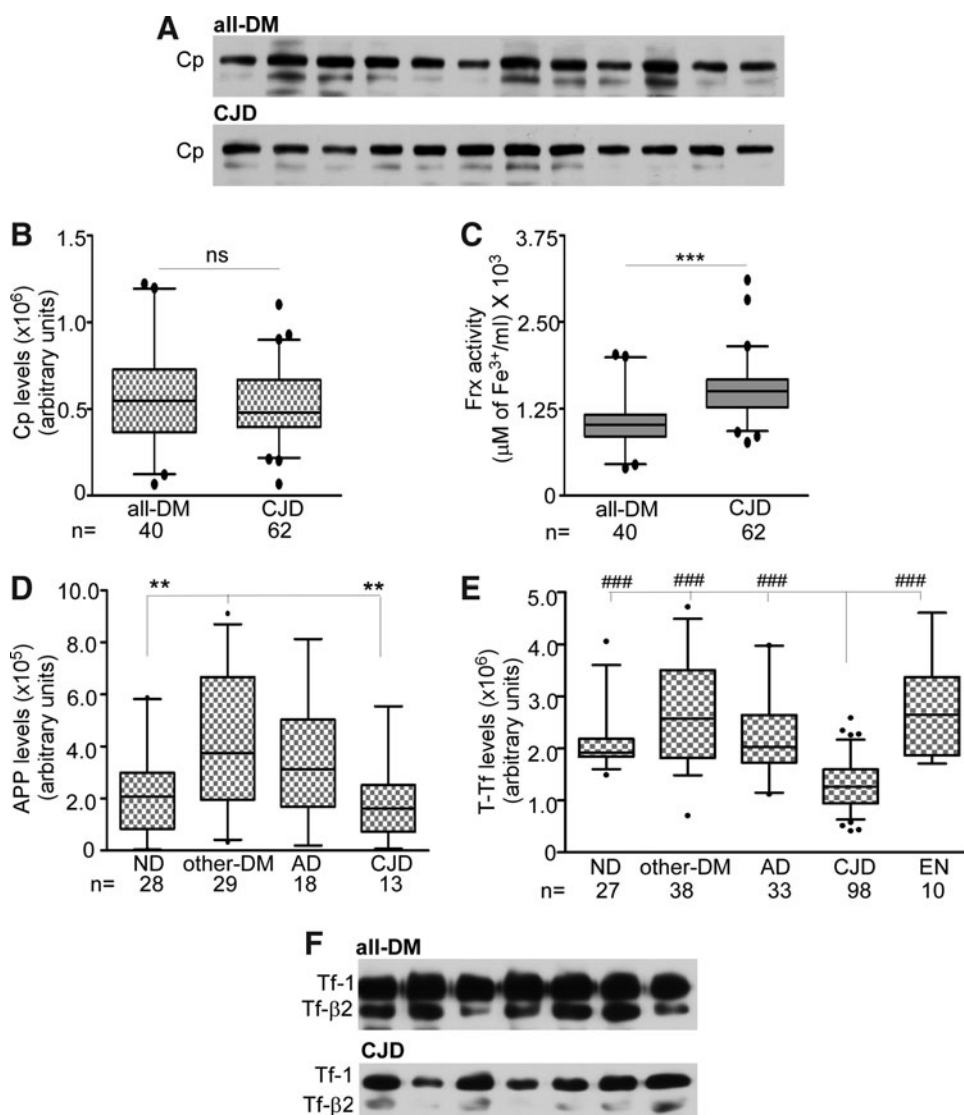 A
all-DM
Cp
CJD
Cp
B
Cp levels (x10⁶)
(arbitrary units)
1.5
1.0
0.5
0
ns
all-DM CJD
n= 40 62
C
Frx activity
(µM of Fe³⁺/ml) X 10³
3.75
2.50
1.25
0
***
all-DM CJD
n= 40 62
D
APP levels (x10⁵)
(arbitrary units)
10.0
8.0
6.0
4.0
2.0
0
** **
ND other-DM AD CJD
n= 28 29 18 13
E
T-Tf levels (x10⁶)
(arbitrary units)
5.0
4.0
3.0
2.0
1.0
0
### ### ### ###
ND other-DM AD CJD EN
n= 27 38 33 98 10
F
all-DM
Tf-1
Tf-β2
CJD
Tf-1
Tf-β2